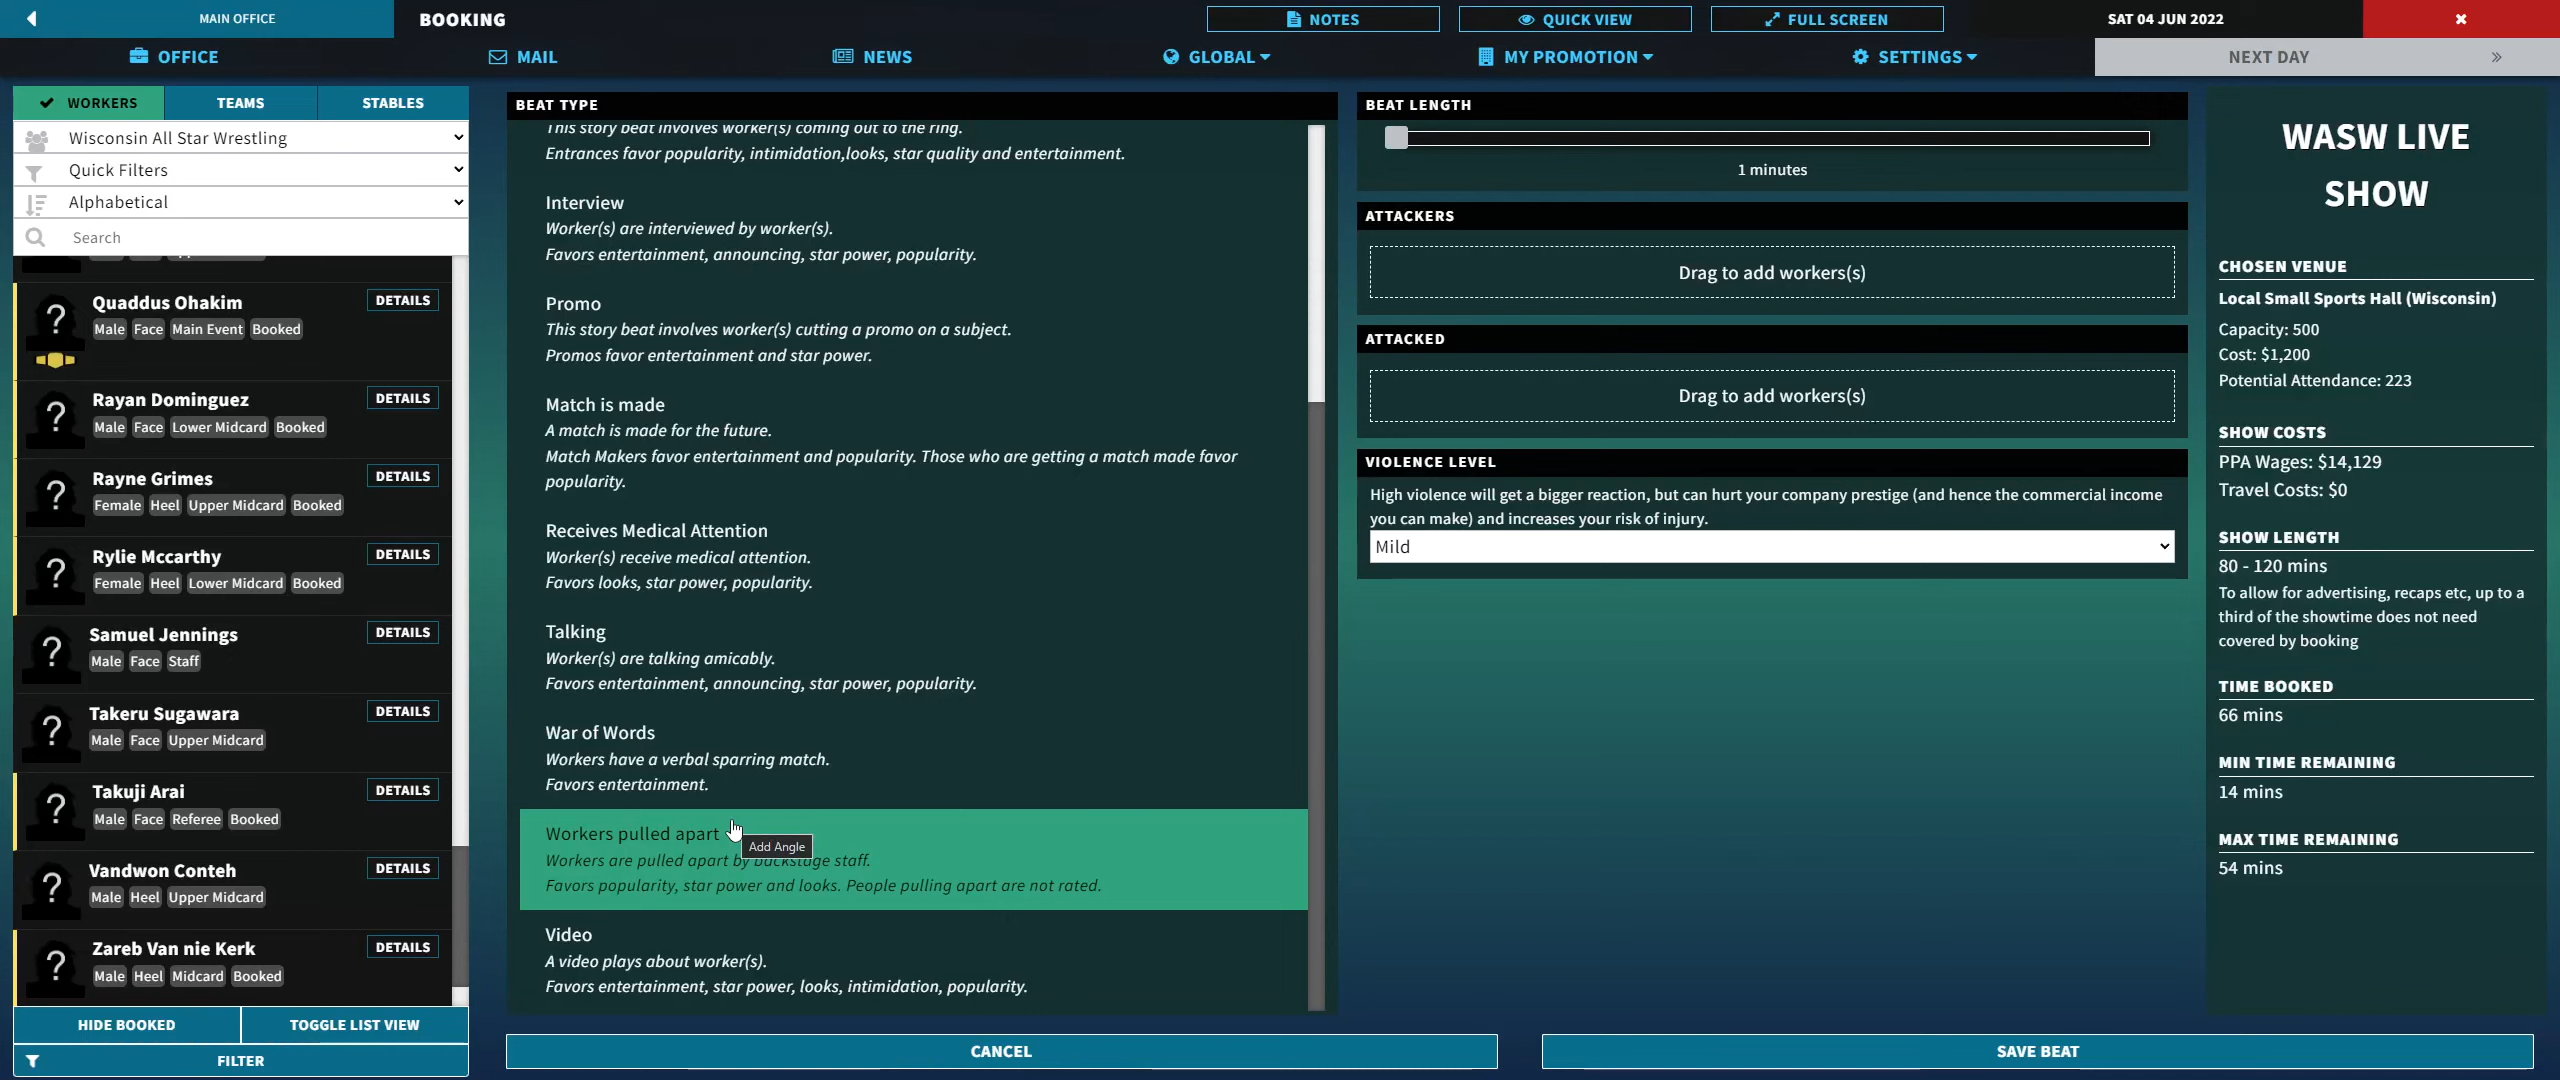 MAIN OFFICE
BOOKING
NOTES
QUICK VIEW
FULL SCREEN
SAT 04 JUN 2022
OFFICE
MAIL
NEWS
GLOBAL
MY PROMOTION
SETTINGS
NEXT DAY
WORKERS
TEAMS
STABLES
Wisconsin All Star Wrestling
Quick Filters
Alphabetical
Search
Quaddus Ohakim
DETAILS
Male Face Main Event Booked
Rayan Dominguez
DETAILS
Male Face Lower Midcard Booked
Rayne Grimes
DETAILS
Female Heel Upper Midcard Booked
Rylie Mccarthy
DETAILS
Female Heel Lower Midcard Booked
Samuel Jennings
DETAILS
Male Face Staff
Takeru Sugawara
DETAILS
Male Face Upper Midcard
Takuji Arai
DETAILS
Male Face Referee Booked
Vandwon Conteh
DETAILS
Male Heel Upper Midcard
Zareb Van nie Kerk
DETAILS
Male Heel Midcard Booked
HIDE BOOKED
TOGGLE LIST VIEW
FILTER
BEAT TYPE
This story beat involves worker(s) coming out to the ring.
Entrances favor popularity, intimidation,looks, star quality and entertainment.
Interview
Worker(s) are interviewed by worker(s).
Favors entertainment, announcing, star power, popularity.
Promo
This story beat involves worker(s) cutting a promo on a subject.
Promos favor entertainment and star power.
Match is made
A match is made for the future.
Match Makers favor entertainment and popularity. Those who are getting a match made favor
popularity.
Receives Medical Attention
Worker(s) receive medical attention.
Favors looks, star power, popularity.
Talking
Worker(s) are talking amicably.
Favors entertainment, announcing, star power, popularity.
War of Words
Workers have a verbal sparring match.
Favors entertainment.
Workers pulled apart
Add Angle
Workers are pulled apart by backstage staff.
Favors popularity, star power and looks. People pulling apart are not rated.
Video
A video plays about worker(s).
Favors entertainment, star power, looks, intimidation, popularity.
CANCEL
BEAT LENGTH
1 minutes
ATTACKERS
Drag to add workers(s)
ATTACKED
Drag to add workers(s)
VIOLENCE LEVEL
High violence will get a bigger reaction, but can hurt your company prestige (and hence the commercial income
you can make) and increases your risk of injury.
Mild
SAVE BEAT
WASW LIVE
SHOW
CHOSEN VENUE
Local Small Sports Hall (Wisconsin)
Capacity: 500
Cost: $1,200
Potential Attendance: 223
SHOW COSTS
PPA Wages: $14,129
Travel Costs: $0
SHOW LENGTH
80 - 120 mins
To allow for advertising, recaps etc, up to a
third of the showtime does not need
covered by booking
TIME BOOKED
66 mins
MIN TIME REMAINING
14 mins
MAX TIME REMAINING
54 mins